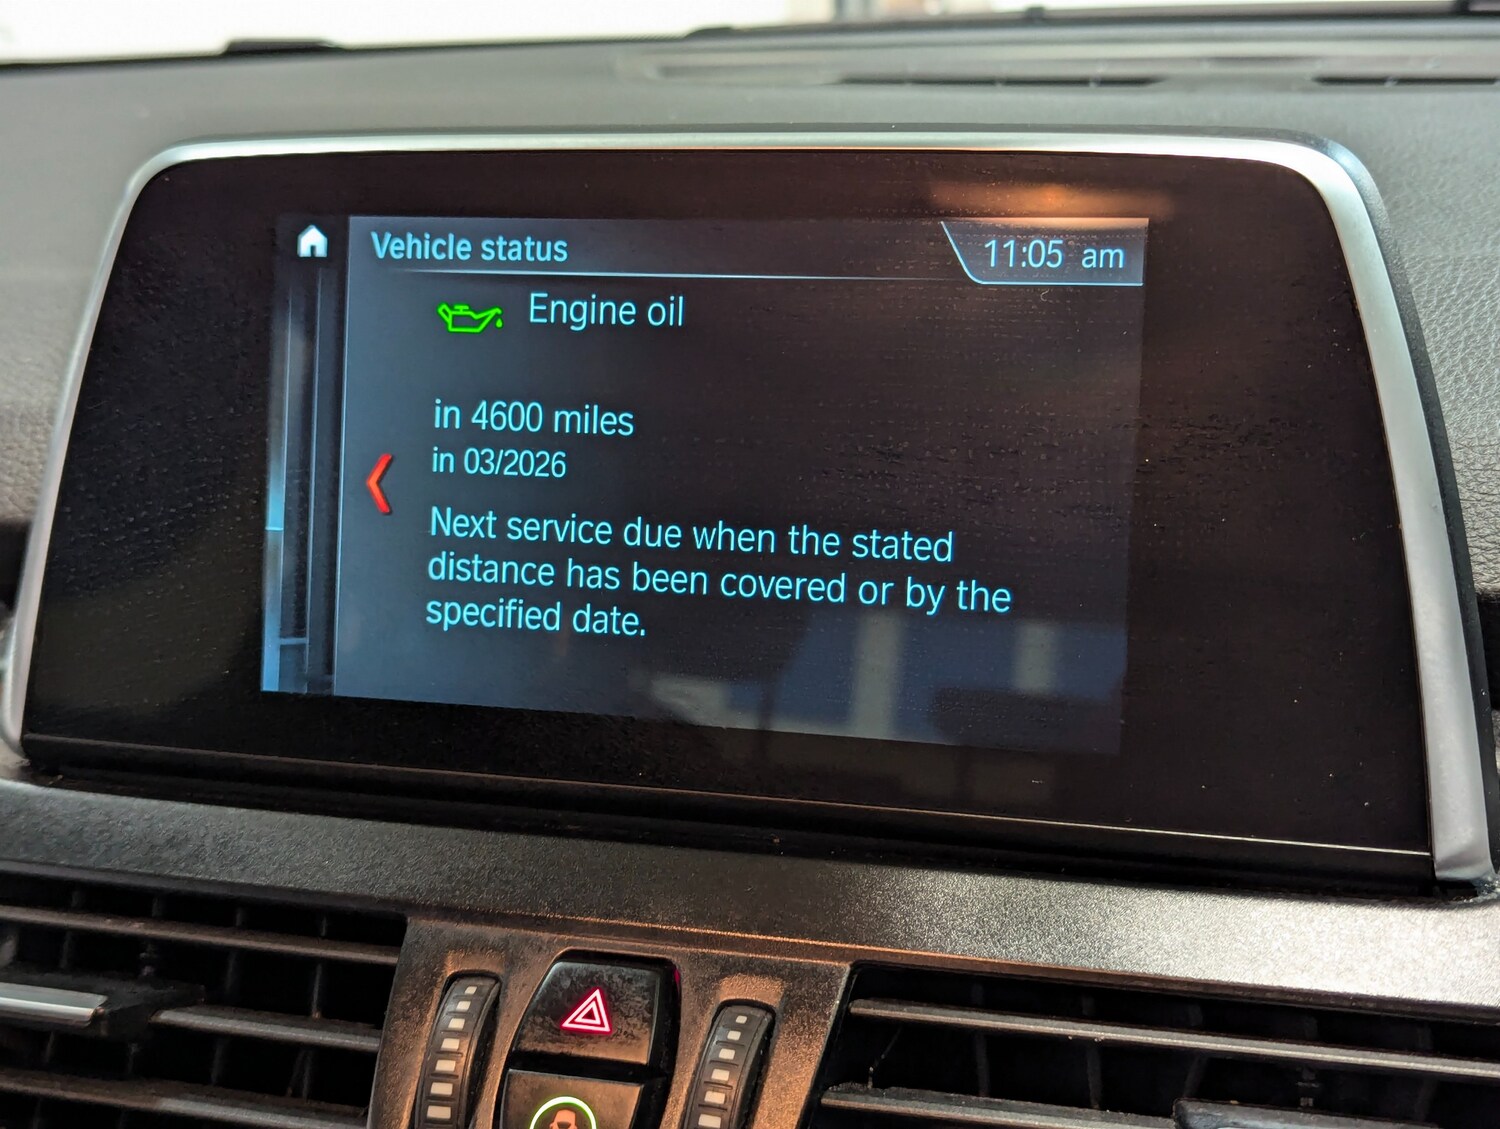 Vehicle status
11:05 am
Engine oil
in 4600 miles
in 03/2026
Next service due when the stated
distance has been covered or by the
specified date.